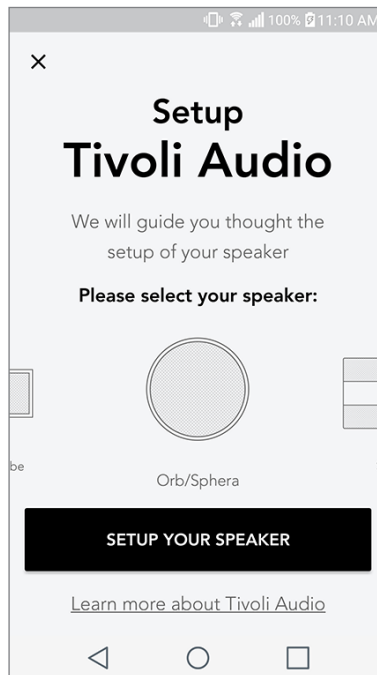 100% 11:10 AM
Setup
Tivoli Audio
We will guide you thought the
setup of your speaker
Please select your speaker:
be
Orb/Sphera
SETUP YOUR SPEAKER
Learn more about Tivoli Audio